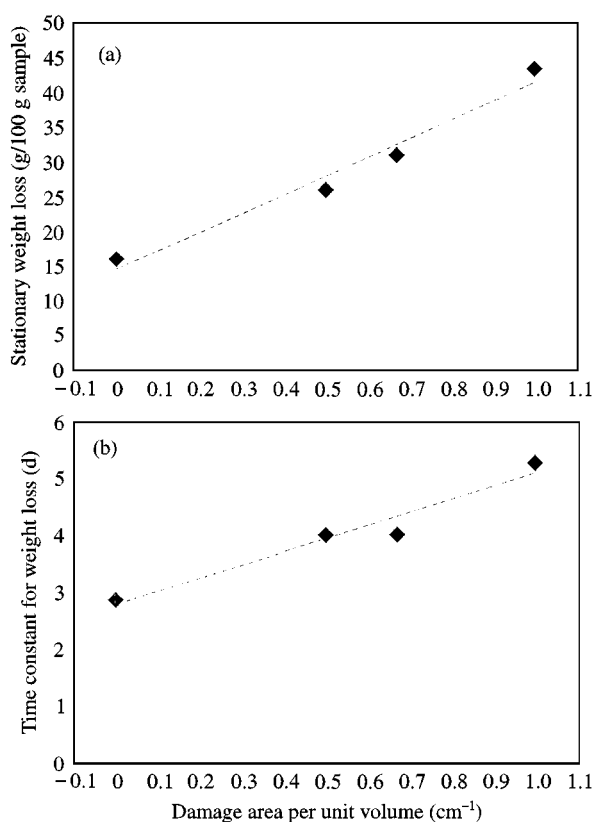 50
(a)
45
40
35
30
25
20
15
10
5
0
Stationary weight loss (g/100 g sample)
−0.1 0 0.1 0.2 0.3 0.4 0.5 0.6 0.7 0.8 0.9 1.0 1.1
6
(b)
5
4
3
2
1
0
Time constant for weight loss (d)
−0.1 0 0.1 0.2 0.3 0.4 0.5 0.6 0.7 0.8 0.9 1.0 1.1
Damage area per unit volume (cm⁻¹)